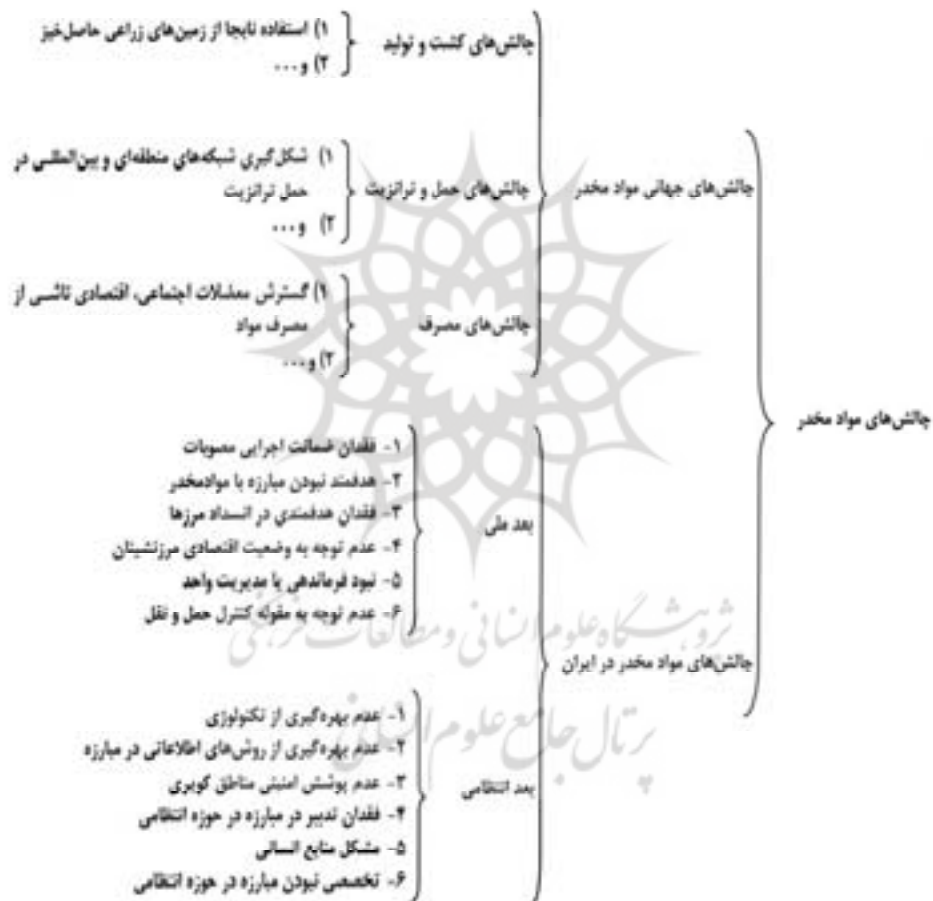 چالش‌های مواد مخدر
چالش‌های جهانی مواد مخدر
چالش‌های کشت و تولید
۱) استفاده نابجا از زمین‌های زراعی حاصل‌خیز
۲) و...
چالش‌های حمل و ترانزیت
۱) شکل‌گیری شبکه‌های منطقه‌ای و بین‌المللی در
حمل ترانزیت
۲) و...
چالش‌های مصرف
۱) گسترش معضلات اجتماعی، اقتصادی ناشی از
مصرف مواد
۲) و...
چالش‌های مواد مخدر در ایران
بعد ملی
۱- فقدان ضمانت اجرایی مصوبات
۲- هدفمند نبودن مبارزه با موادمخدر
۳- فقدان هدفمندی در انسداد مرزها
۴- عدم توجه به وضعیت اقتصادی مرزنشینان
۵- نبود فرماندهی یا مدیریت واحد
۶- عدم توجه به مقوله کنترل حمل و نقل
بعد انتظامی
۱- عدم بهره‌گیری از تکنولوژی
۲- عدم بهره‌گیری از روش‌های اطلاعاتی در مبارزه
۳- عدم پوشش امنیتی مناطق کویری
۴- فقدان تدبیر در مبارزه در حوزه انتظامی
۵- مشکل منابع انسانی
۶- تخصصی نبودن مبارزه در حوزه انتظامی
پژوهشگاه علوم انسانی و مطالعات فرهنگی
پرتال جامع علوم انسانی